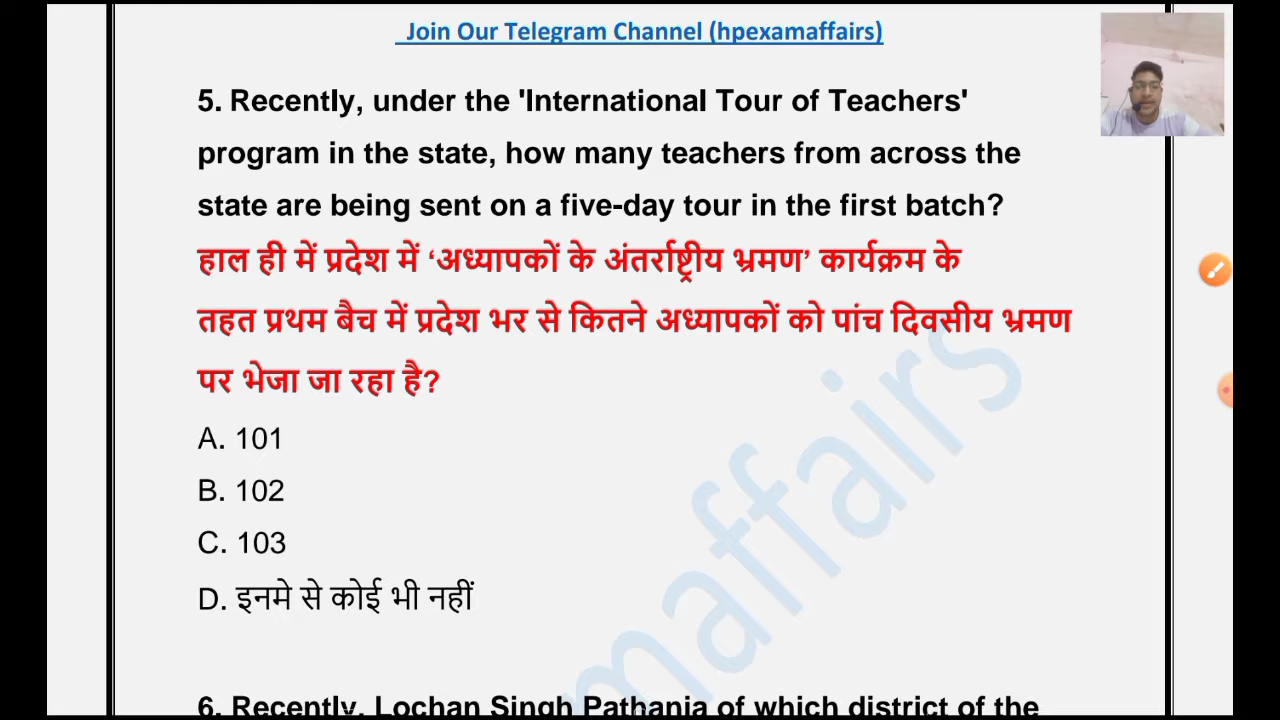 Join Our Telegram Channel (hpexamaffairs)
5. Recently, under the 'International Tour of Teachers'
program in the state, how many teachers from across the
state are being sent on a five-day tour in the first batch?
हाल ही में प्रदेश में ‘अध्यापकों के अंतर्राष्ट्रीय भ्रमण’ कार्यक्रम के
तहत प्रथम बैच में प्रदेश भर से कितने अध्यापकों को पांच दिवसीय भ्रमण
पर भेजा जा रहा है?
A. 101
B. 102
C. 103
D. इनमे से कोई भी नहीं
maffairs
6. Recently, Lochan Singh Pathania of which district of the